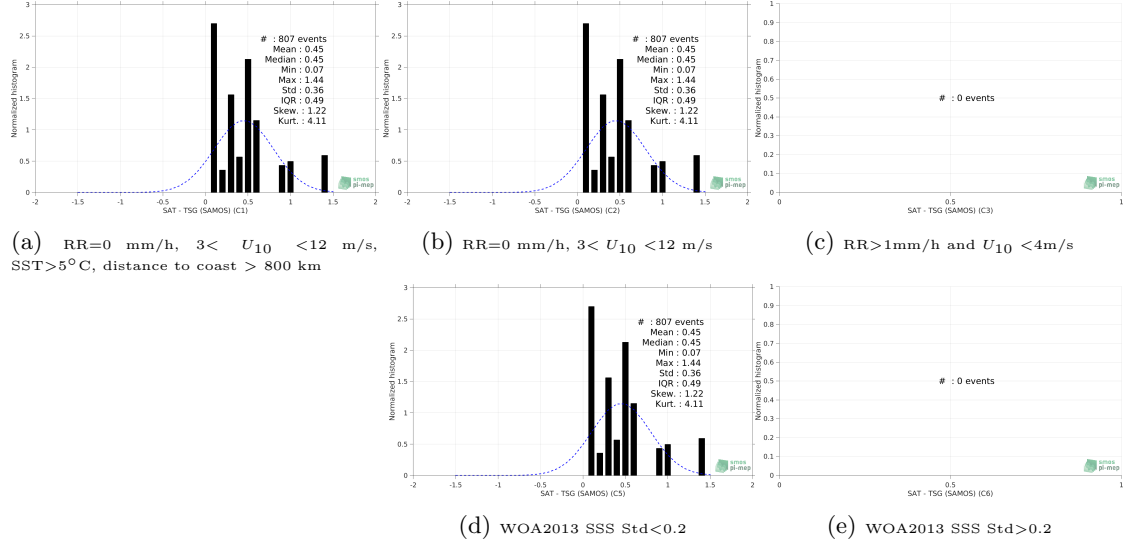 3
2.5
2
1.5
1
0.5
0
Normalized histogram
# : 807 events
Mean : 0.45
Median : 0.45
Min : 0.07
Max : 1.44
Std : 0.36
IQR : 0.49
Skew. : 1.22
Kurt. : 4.11
smos
pi-mep
-2 -1.5 -1 -0.5 0 0.5 1 1.5 2
SAT - TSG (SAMOS) (C1)
(a) RR=0 mm/h, 3< U10 <12 m/s,
SST>5°C, distance to coast > 800 km
3
2.5
2
1.5
1
0.5
0
Normalized histogram
# : 807 events
Mean : 0.45
Median : 0.45
Min : 0.07
Max : 1.44
Std : 0.36
IQR : 0.49
Skew. : 1.22
Kurt. : 4.11
smos
pi-mep
-2 -1.5 -1 -0.5 0 0.5 1 1.5 2
SAT - TSG (SAMOS) (C2)
(b) RR=0 mm/h, 3< U10 <12 m/s
1
0.9
0.8
0.7
0.6
0.5
0.4
0.3
0.2
0.1
0
Normalized histogram
# : 0 events
smos
pi-mep
0 0.5 1
SAT - TSG (SAMOS) (C3)
(c) RR>1mm/h and U10 <4m/s
3
2.5
2
1.5
1
0.5
0
Normalized histogram
# : 807 events
Mean : 0.45
Median : 0.45
Min : 0.07
Max : 1.44
Std : 0.36
IQR : 0.49
Skew. : 1.22
Kurt. : 4.11
smos
pi-mep
-2 -1.5 -1 -0.5 0 0.5 1 1.5 2
SAT - TSG (SAMOS) (C5)
(d) WOA2013 SSS Std<0.2
1
0.9
0.8
0.7
0.6
0.5
0.4
0.3
0.2
0.1
0
Normalized histogram
# : 0 events
smos
pi-mep
0 0.5 1
SAT - TSG (SAMOS) (C6)
(e) WOA2013 SSS Std>0.2